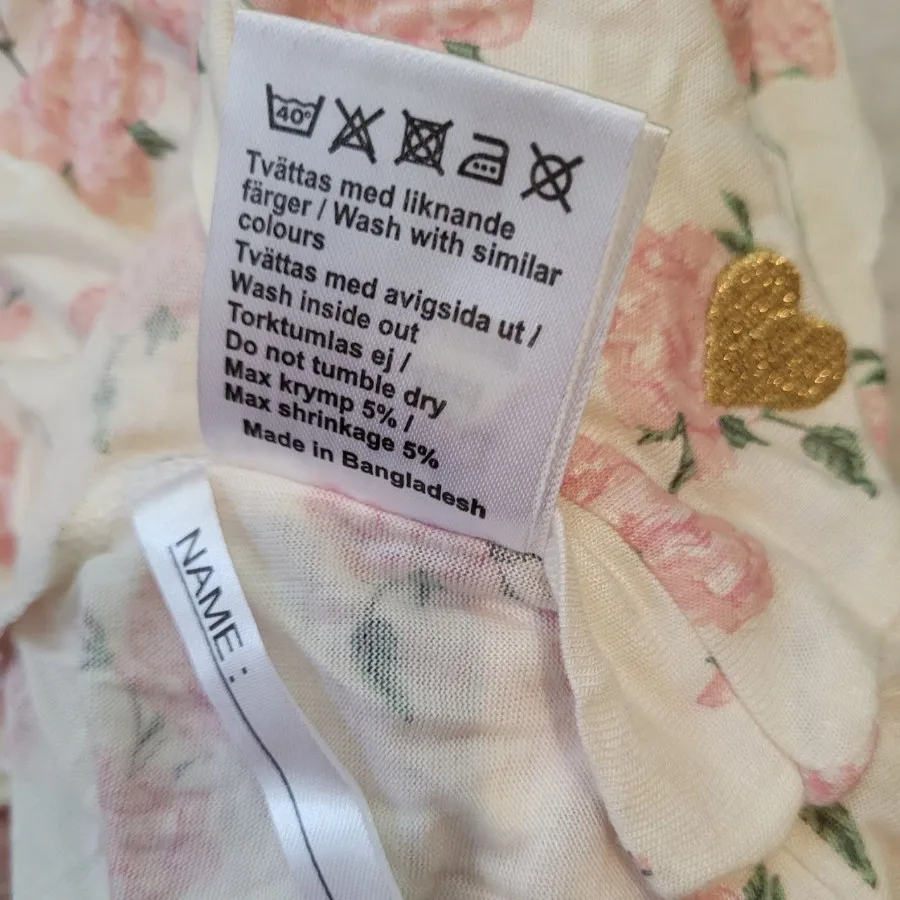 40°
Tvättas med liknande
färger / Wash with similar
colours
Tvättas med avigsida ut /
Wash inside out
Torktumlas ej /
Do not tumble dry
Max krymp 5% /
Max shrinkage 5%
Made in Bangladesh
NAME :